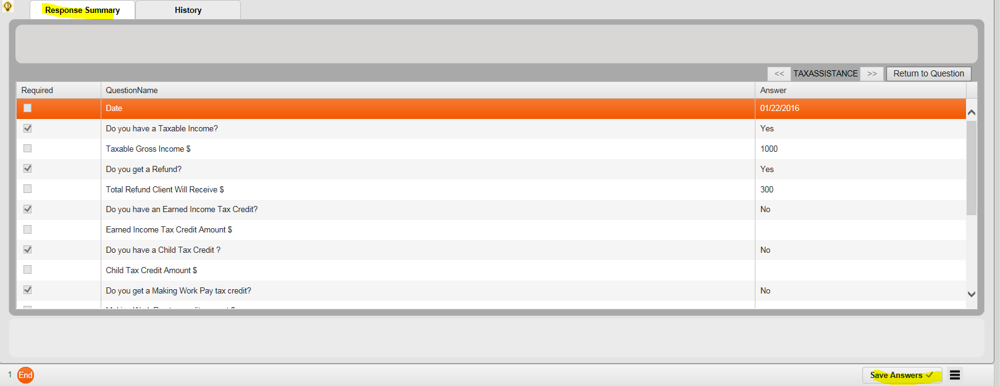 Response Summary History
<< TAXASSISTANCE >> Return to Question
Required QuestionName Answer
Date 01/22/2016
Do you have a Taxable Income? Yes
Taxable Gross Income $ 1000
Do you get a Refund? Yes
Total Refund Client Will Receive $ 300
Do you have an Earned Income Tax Credit? No
Earned Income Tax Credit Amount $
Do you have a Child Tax Credit ? No
Child Tax Credit Amount $
Do you get a Making Work Pay tax credit? No
1 End Save Answers